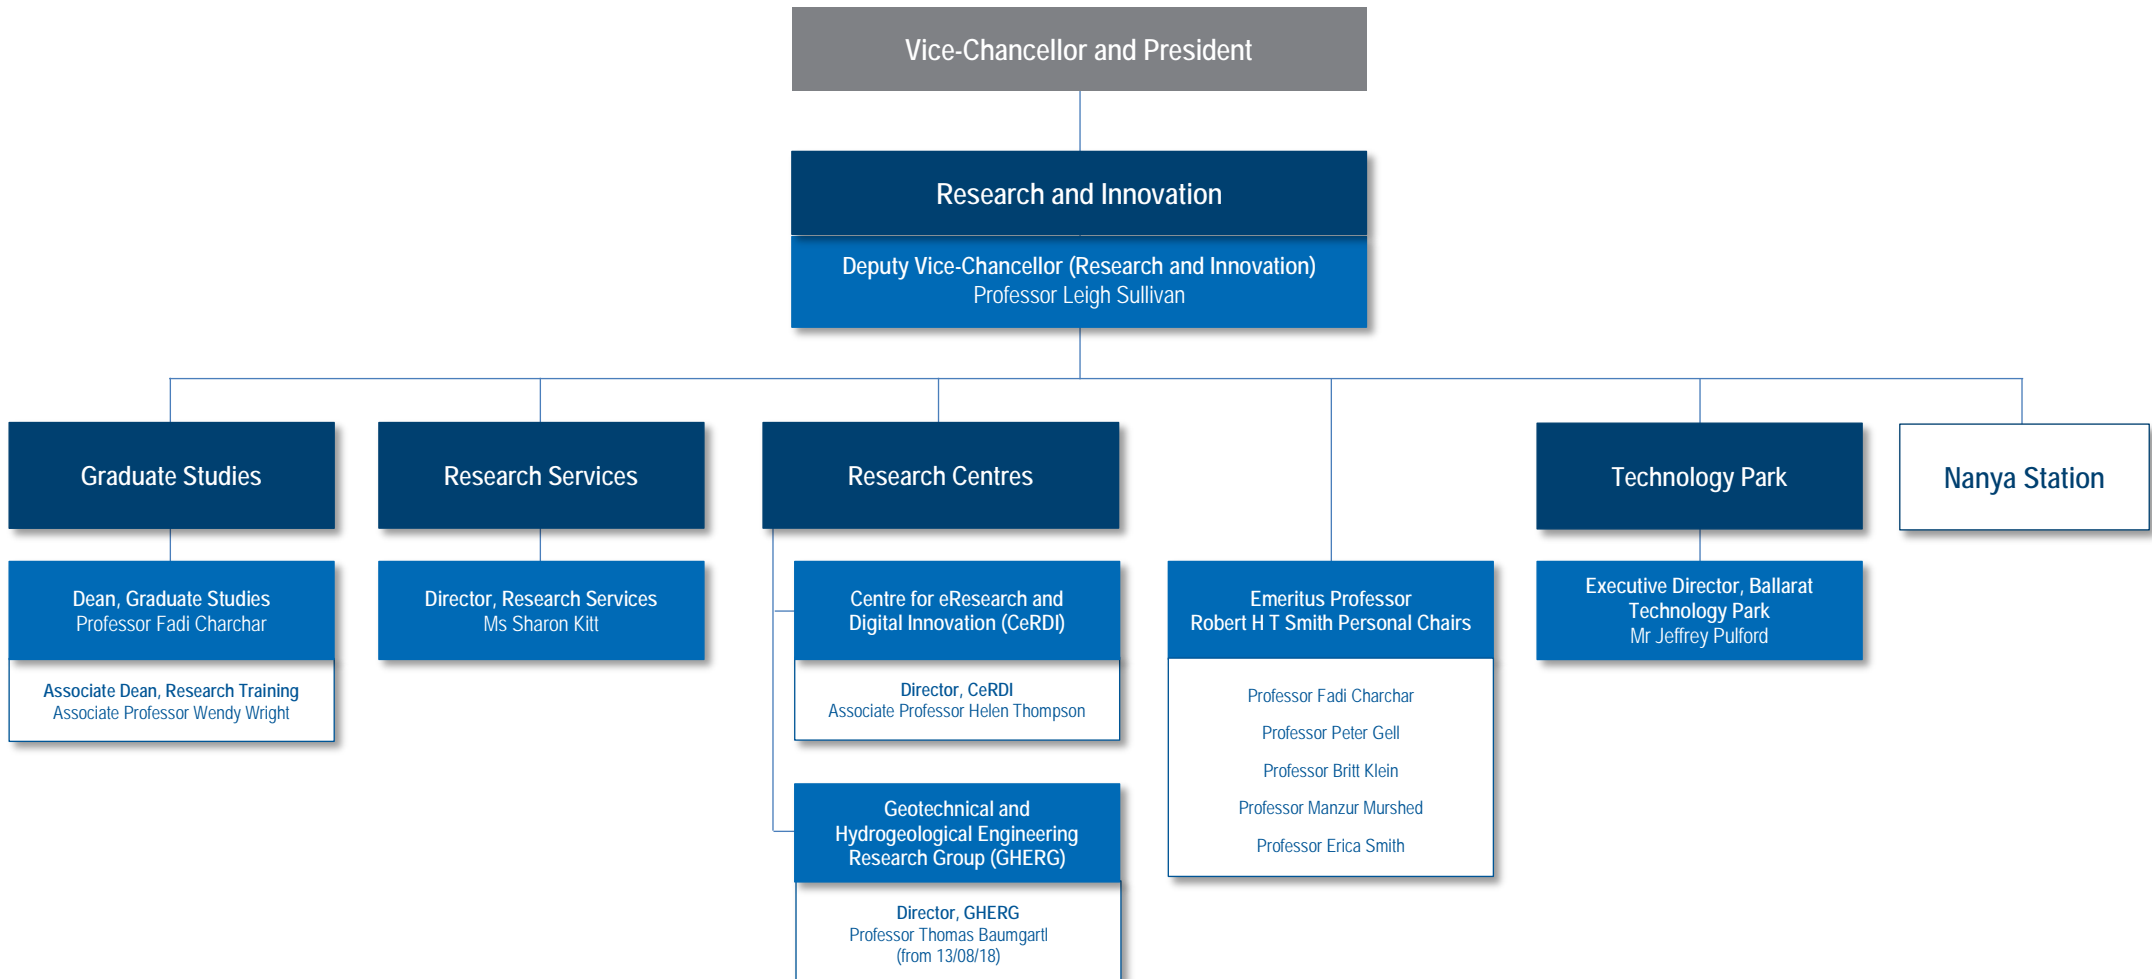 Vice-Chancellor and President
Research and Innovation
Deputy Vice-Chancellor (Research and Innovation)
Professor Leigh Sullivan
Graduate Studies
Dean, Graduate Studies
Professor Fadi Charchar
Associate Dean, Research Training
Associate Professor Wendy Wright
Research Services
Director, Research Services
Ms Sharon Kitt
Research Centres
Centre for eResearch and
Digital Innovation (CeRDI)
Director, CeRDI
Associate Professor Helen Thompson
Geotechnical and
Hydrogeological Engineering
Research Group (GHERG)
Director, GHERG
Professor Thomas Baumgartl
(from 13/08/18)
Emeritus Professor
Robert H T Smith Personal Chairs
Professor Fadi Charchar
Professor Peter Gell
Professor Britt Klein
Professor Manzur Murshed
Professor Erica Smith
Technology Park
Executive Director, Ballarat
Technology Park
Mr Jeffrey Pulford
Nanya Station